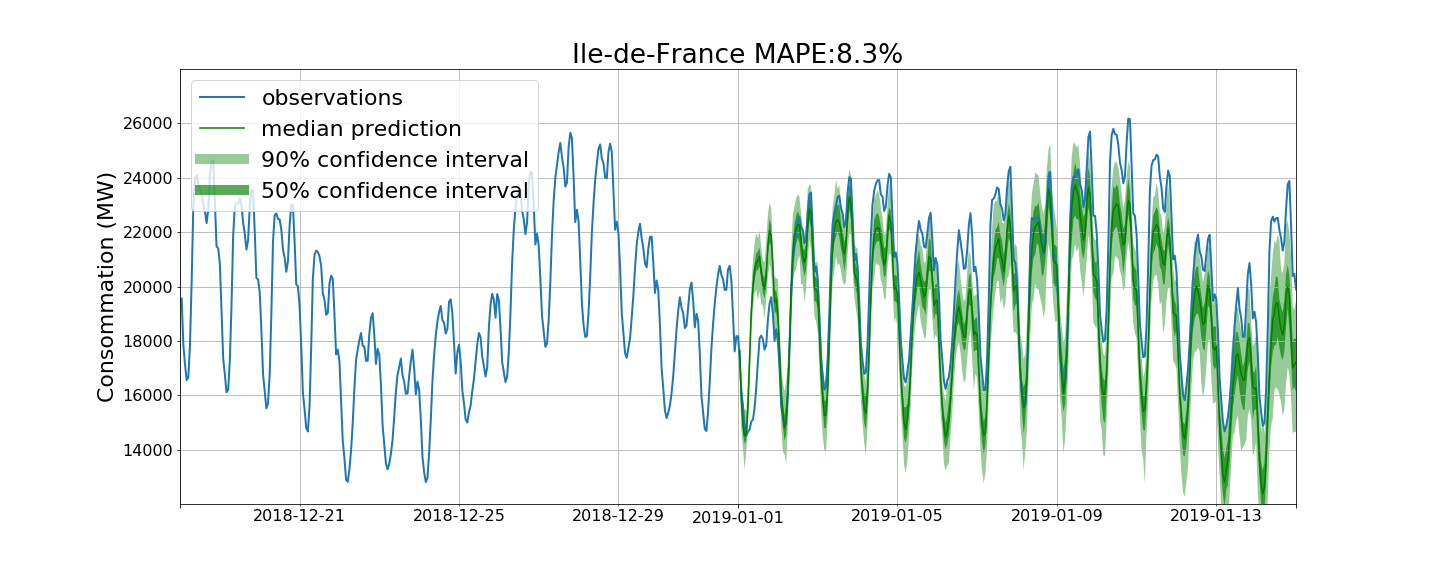 Ile-de-France MAPE:8.3%
observations
median prediction
90% confidence interval
50% confidence interval
Consommation (MW)
26000
24000
22000
20000
18000
16000
14000
2018-12-21
2018-12-25
2018-12-29
2019-01-01
2019-01-05
2019-01-09
2019-01-13